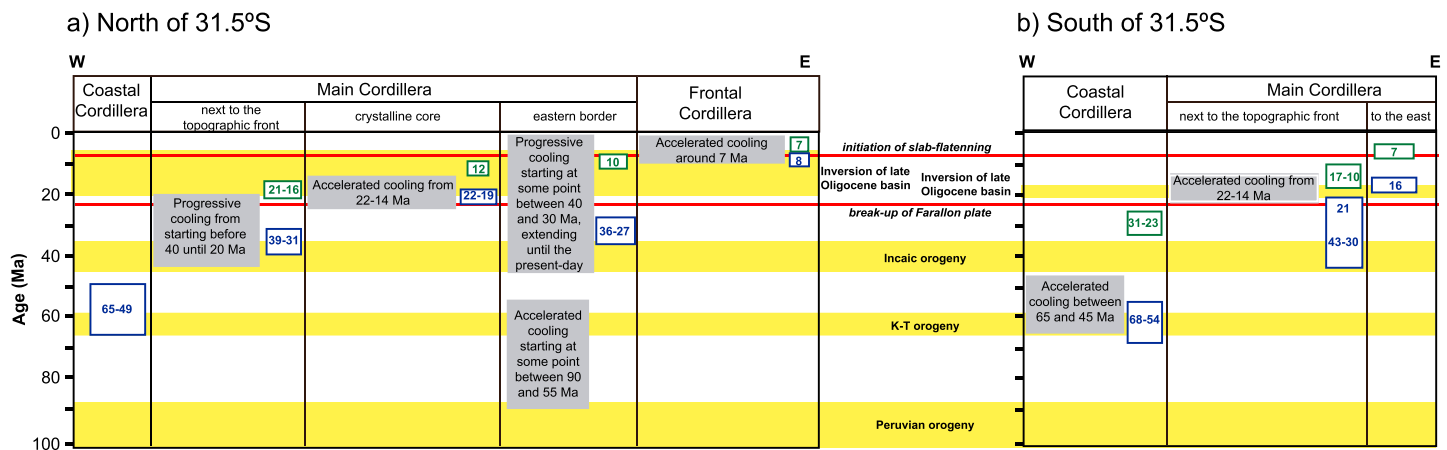 a) North of 31.5ºS
b) South of 31.5ºS
W
E
W
E
Coastal
Cordillera
Main Cordillera
Frontal
Cordillera
next to the
topographic front
crystalline core
eastern border
Coastal
Cordillera
Main Cordillera
next to the topographic front
to the east
Age (Ma)
0
20
40
60
80
100
65-49
Progressive
cooling from
starting before
40 until 20 Ma
21-16
39-31
Accelerated cooling from
22-14 Ma
12
22-19
Progressive
cooling
starting at
some point
between 40
and 30 Ma,
extending
until the
present-day
10
36-27
Accelerated
cooling
starting at
some point
between 90
and 55 Ma
Accelerated cooling
around 7 Ma
7
8
initiation of slab-flatenning
Inversion of late
Oligocene basin
Inversion of late
Oligocene basin
break-up of Farallon plate
Incaic orogeny
K-T orogeny
Peruvian orogeny
Accelerated
cooling between
65 and 45 Ma
31-23
68-54
Accelerated cooling from
22-14 Ma
17-10
21
43-30
7
16